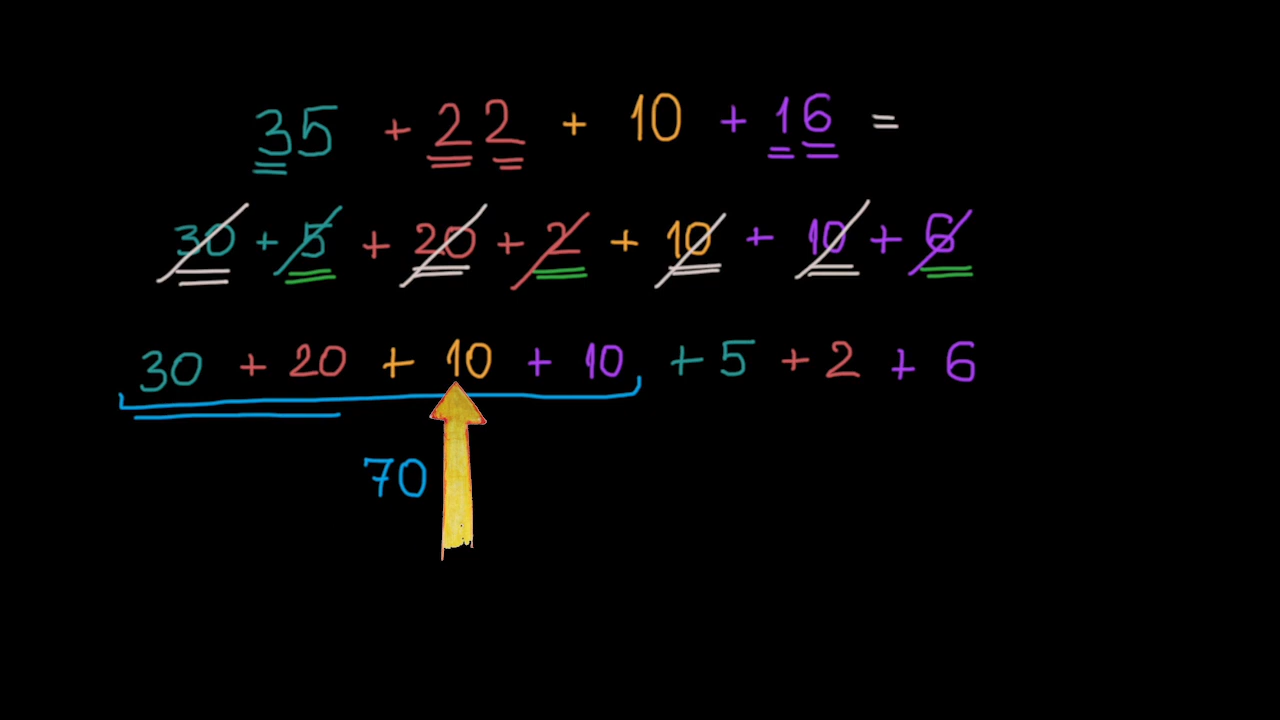 35 + 22 + 10 + 16 =
30 + 5 + 20 + 2 + 10 + 10 + 6
30 + 20 + 10 + 10 + 5 + 2 + 6
70